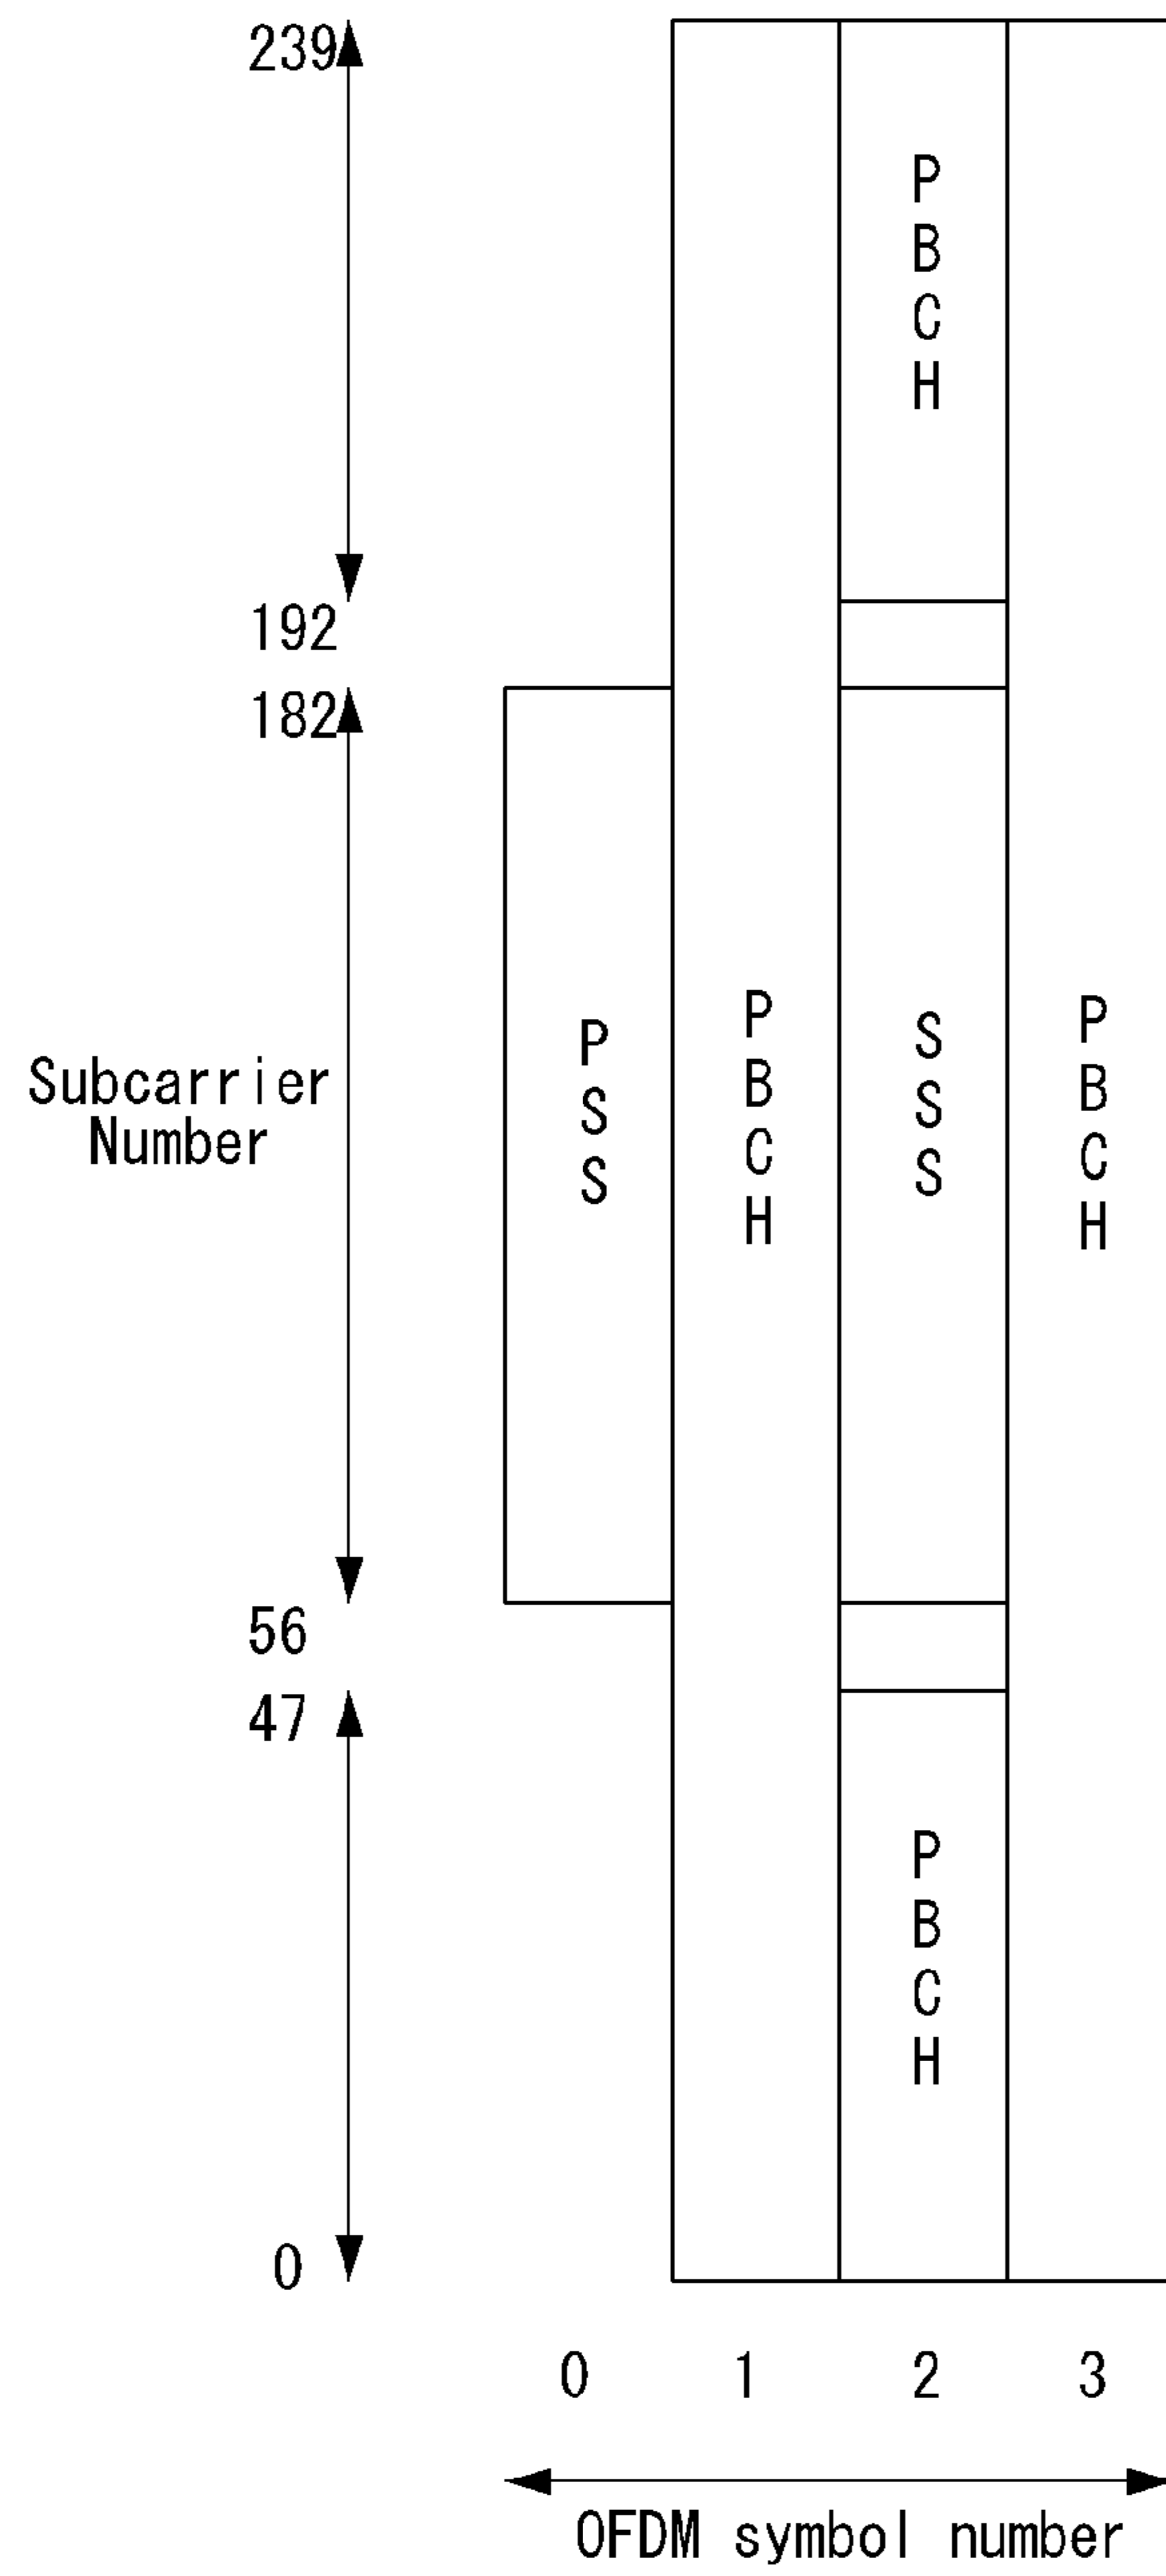 239
192
182
Subcarrier
Number
56
47
0
PSS
PBCH
PBCH
SSS
PBCH
PBCH
0 1 2 3
OFDM symbol number